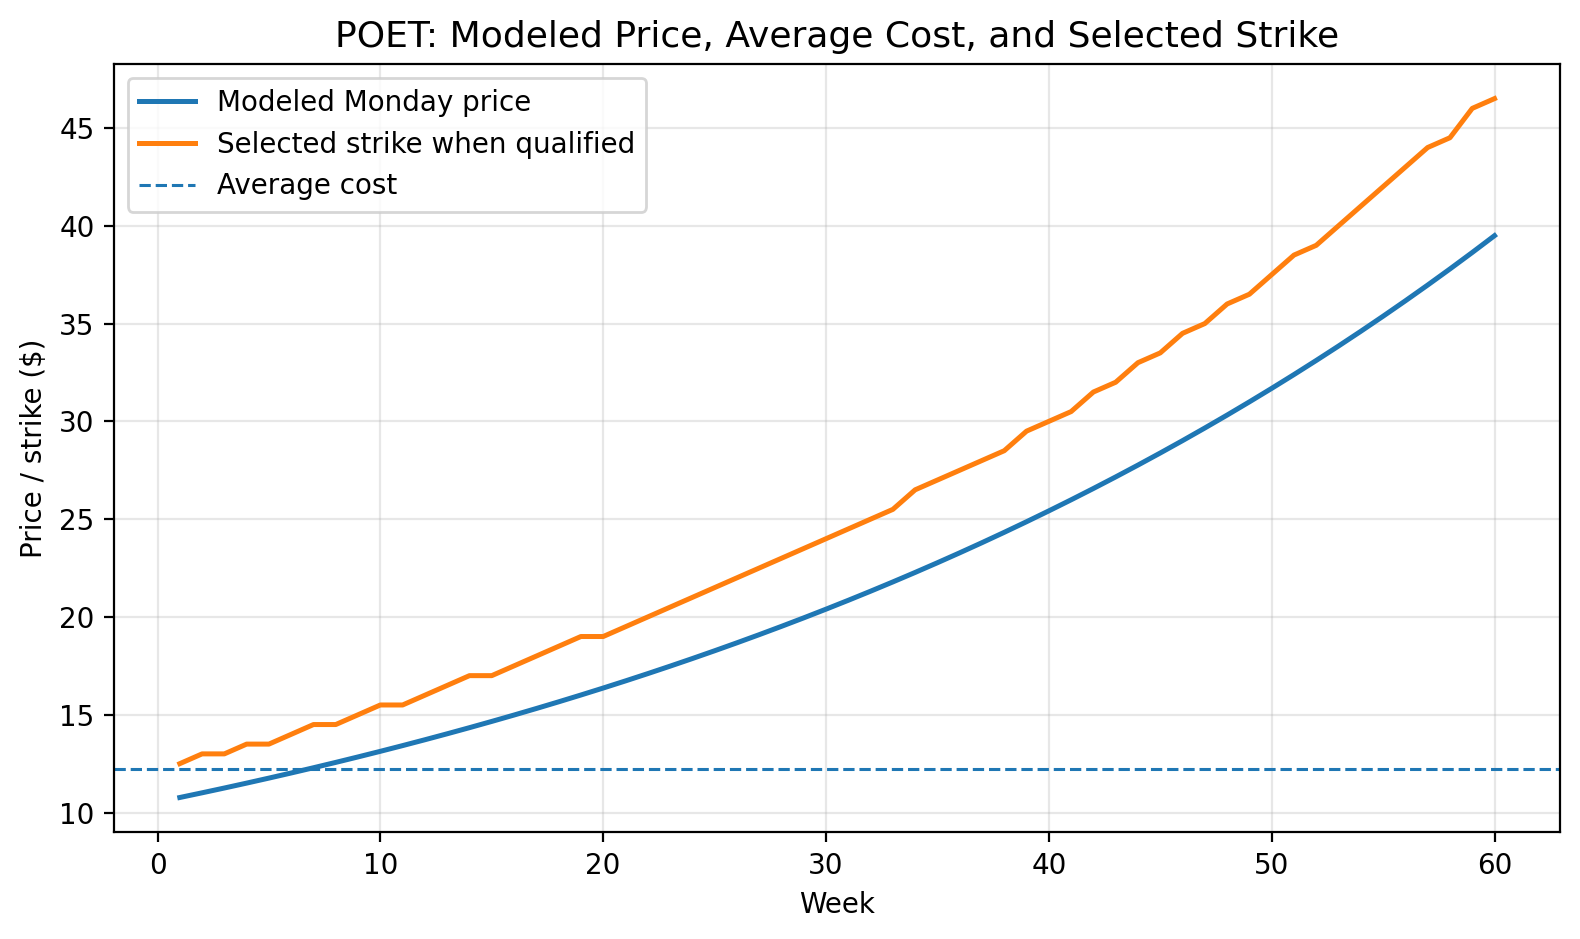 POET: Modeled Price, Average Cost, and Selected Strike
Modeled Monday price
Selected strike when qualified
Average cost
Price / strike ($)
45
40
35
30
25
20
15
10
0 10 20 30 40 50 60
Week